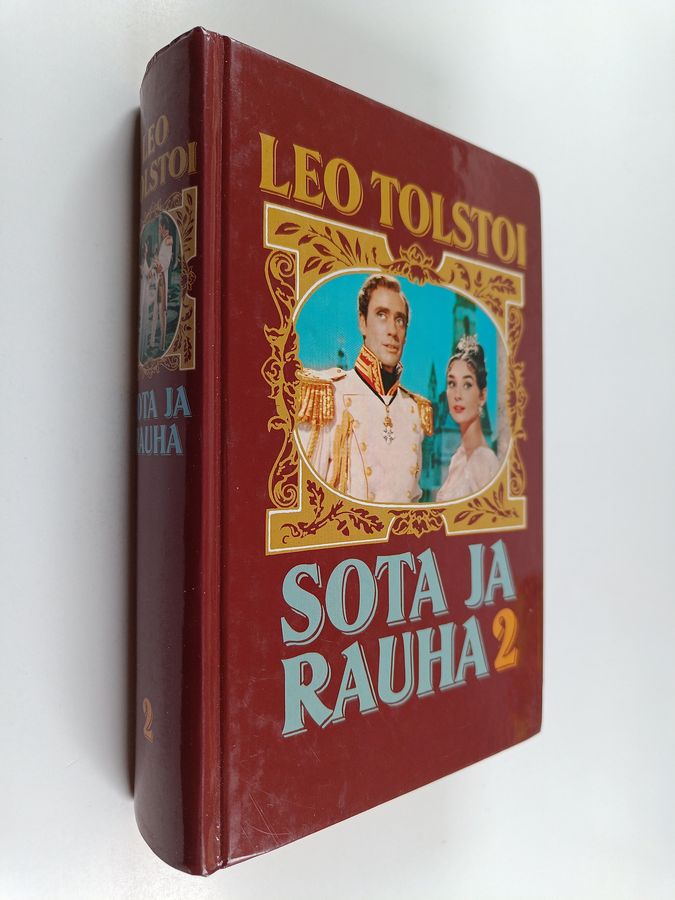 LEO TOLSTOI
SOTA JA
RAUHA 2
LEO
TOLSTOI
SOTA JA
RAUHA
2